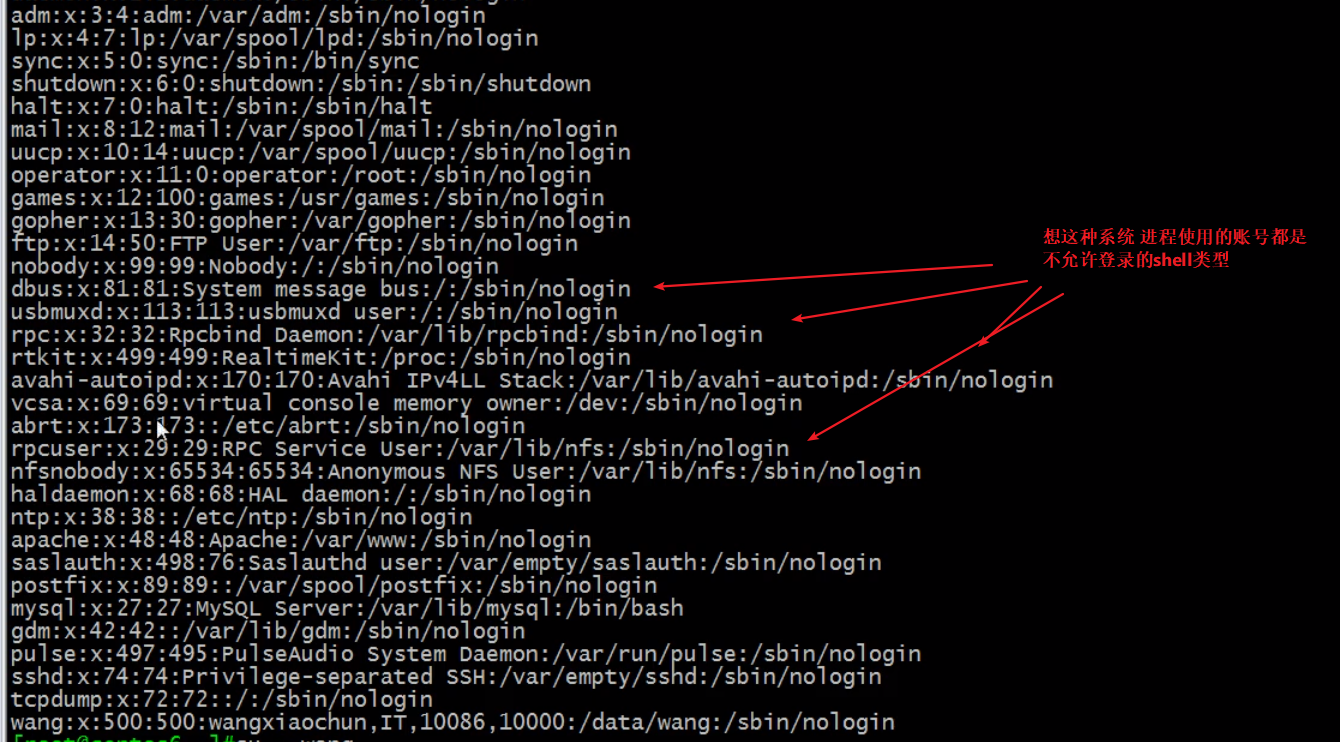 adm:x:3:4:adm:/var/adm:/sbin/nologin
lp:x:4:7:lp:/var/spool/lpd:/sbin/nologin
sync:x:5:0:sync:/sbin:/bin/sync
shutdown:x:6:0:shutdown:/sbin:/sbin/shutdown
halt:x:7:0:halt:/sbin:/sbin/halt
mail:x:8:12:mail:/var/spool/mail:/sbin/nologin
uucp:x:10:14:uucp:/var/spool/uucp:/sbin/nologin
operator:x:11:0:operator:/root:/sbin/nologin
games:x:12:100:games:/usr/games:/sbin/nologin
gopher:x:13:30:gopher:/var/gopher:/sbin/nologin
ftp:x:14:50:FTP User:/var/ftp:/sbin/nologin
nobody:x:99:99:Nobody:/:/sbin/nologin
dbus:x:81:81:System message bus:/:/sbin/nologin
usbmuxd:x:113:113:usbmuxd user:/:/sbin/nologin
rpc:x:32:32:Rpcbind Daemon:/var/lib/rpcbind:/sbin/nologin
rtkit:x:499:499:RealtimeKit:/proc:/sbin/nologin
avahi-autoipd:x:170:170:Avahi IPv4LL Stack:/var/lib/avahi-autoipd:/sbin/nologin
vcsa:x:69:69:virtual console memory owner:/dev:/sbin/nologin
abrt:x:173:173::/etc/abrt:/sbin/nologin
rpcuser:x:29:29:RPC Service User:/var/lib/nfs:/sbin/nologin
nfsnobody:x:65534:65534:Anonymous NFS User:/var/lib/nfs:/sbin/nologin
haldaemon:x:68:68:HAL daemon:/:/sbin/nologin
ntp:x:38:38::/etc/ntp:/sbin/nologin
apache:x:48:48:Apache:/var/www:/sbin/nologin
saslauth:x:498:76:Saslauthd user:/var/empty/saslauth:/sbin/nologin
postfix:x:89:89::/var/spool/postfix:/sbin/nologin
mysql:x:27:27:MySQL Server:/var/lib/mysql:/bin/bash
gdm:x:42:42::/var/lib/gdm:/sbin/nologin
pulse:x:497:495:PulseAudio System Daemon:/var/run/pulse:/sbin/nologin
sshd:x:74:74:Privilege-separated SSH:/var/empty/sshd:/sbin/nologin
tcpdump:x:72:72::/:/sbin/nologin
wang:x:500:500:wangxiaochun,IT,10086,10000:/data/wang:/sbin/nologin
想这种系统 进程使用的账号都是
不允许登录的shell类型